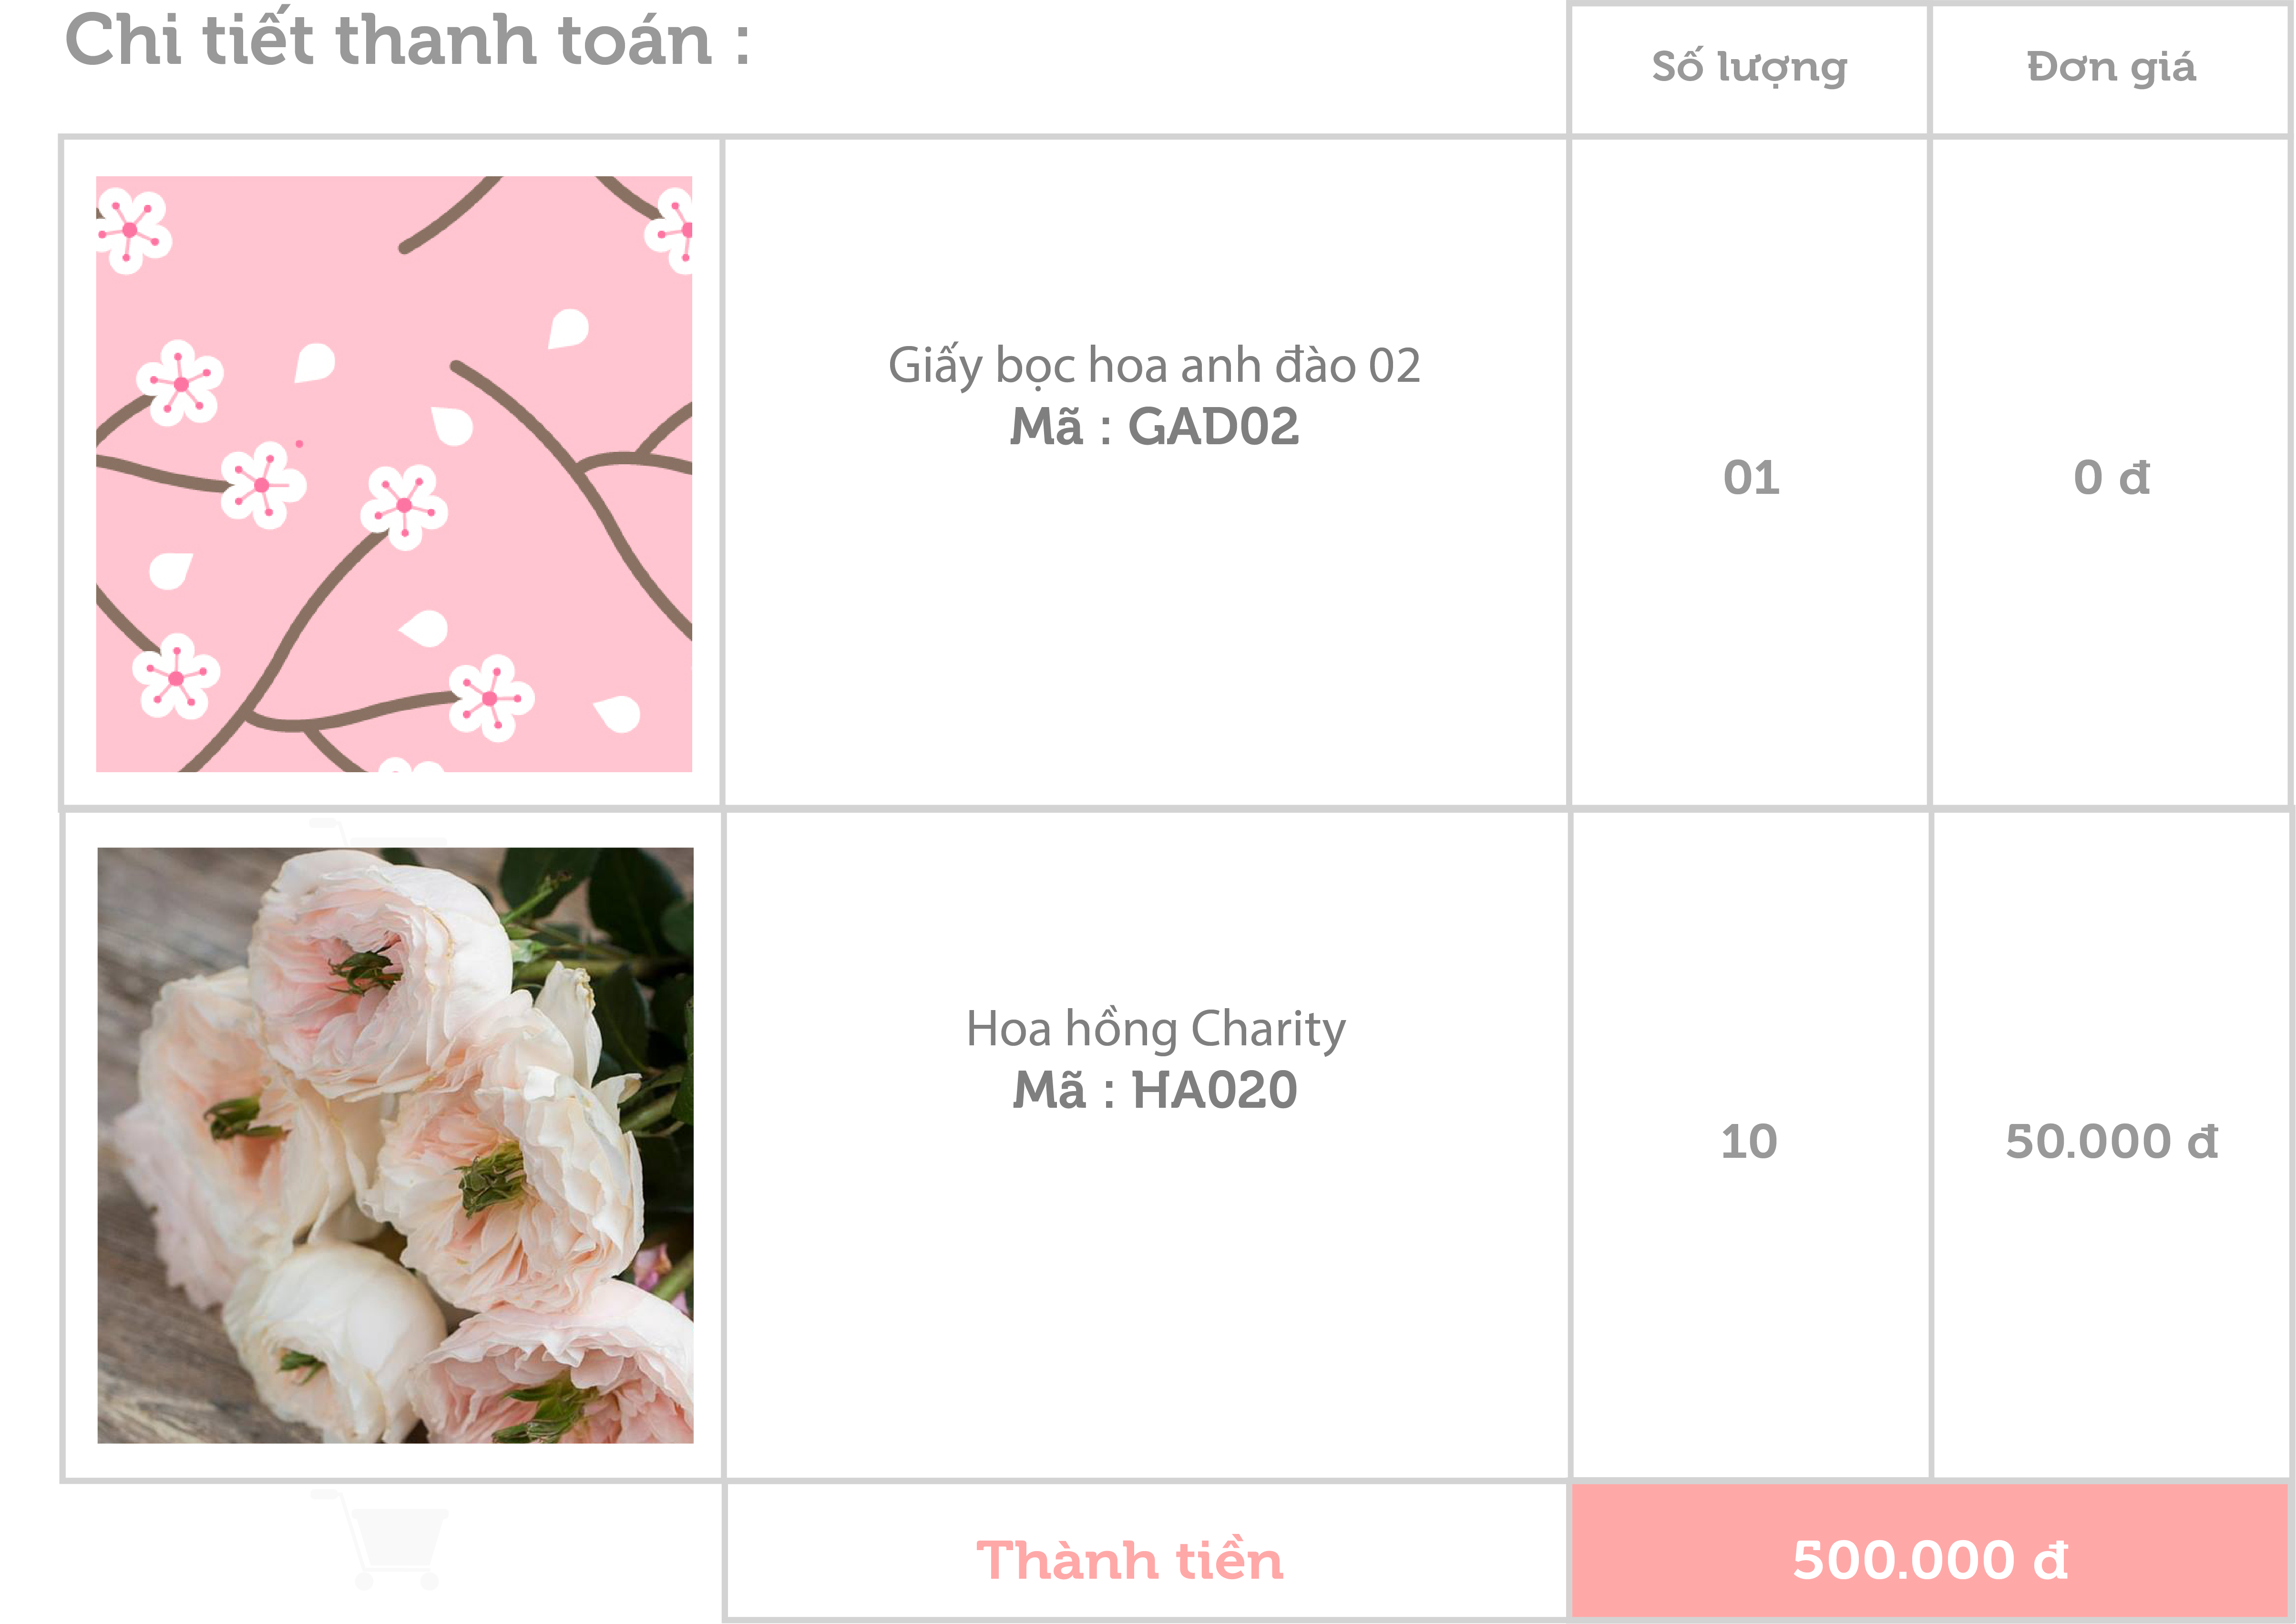 Chi tiết thanh toán :
Số lượng
Đơn giá
Giấy bọc hoa anh đào 02
Mã : GAD02
01
0 đ
Hoa hồng Charity
Mã : HA020
10
50.000 đ
Thành tiền
500.000 đ